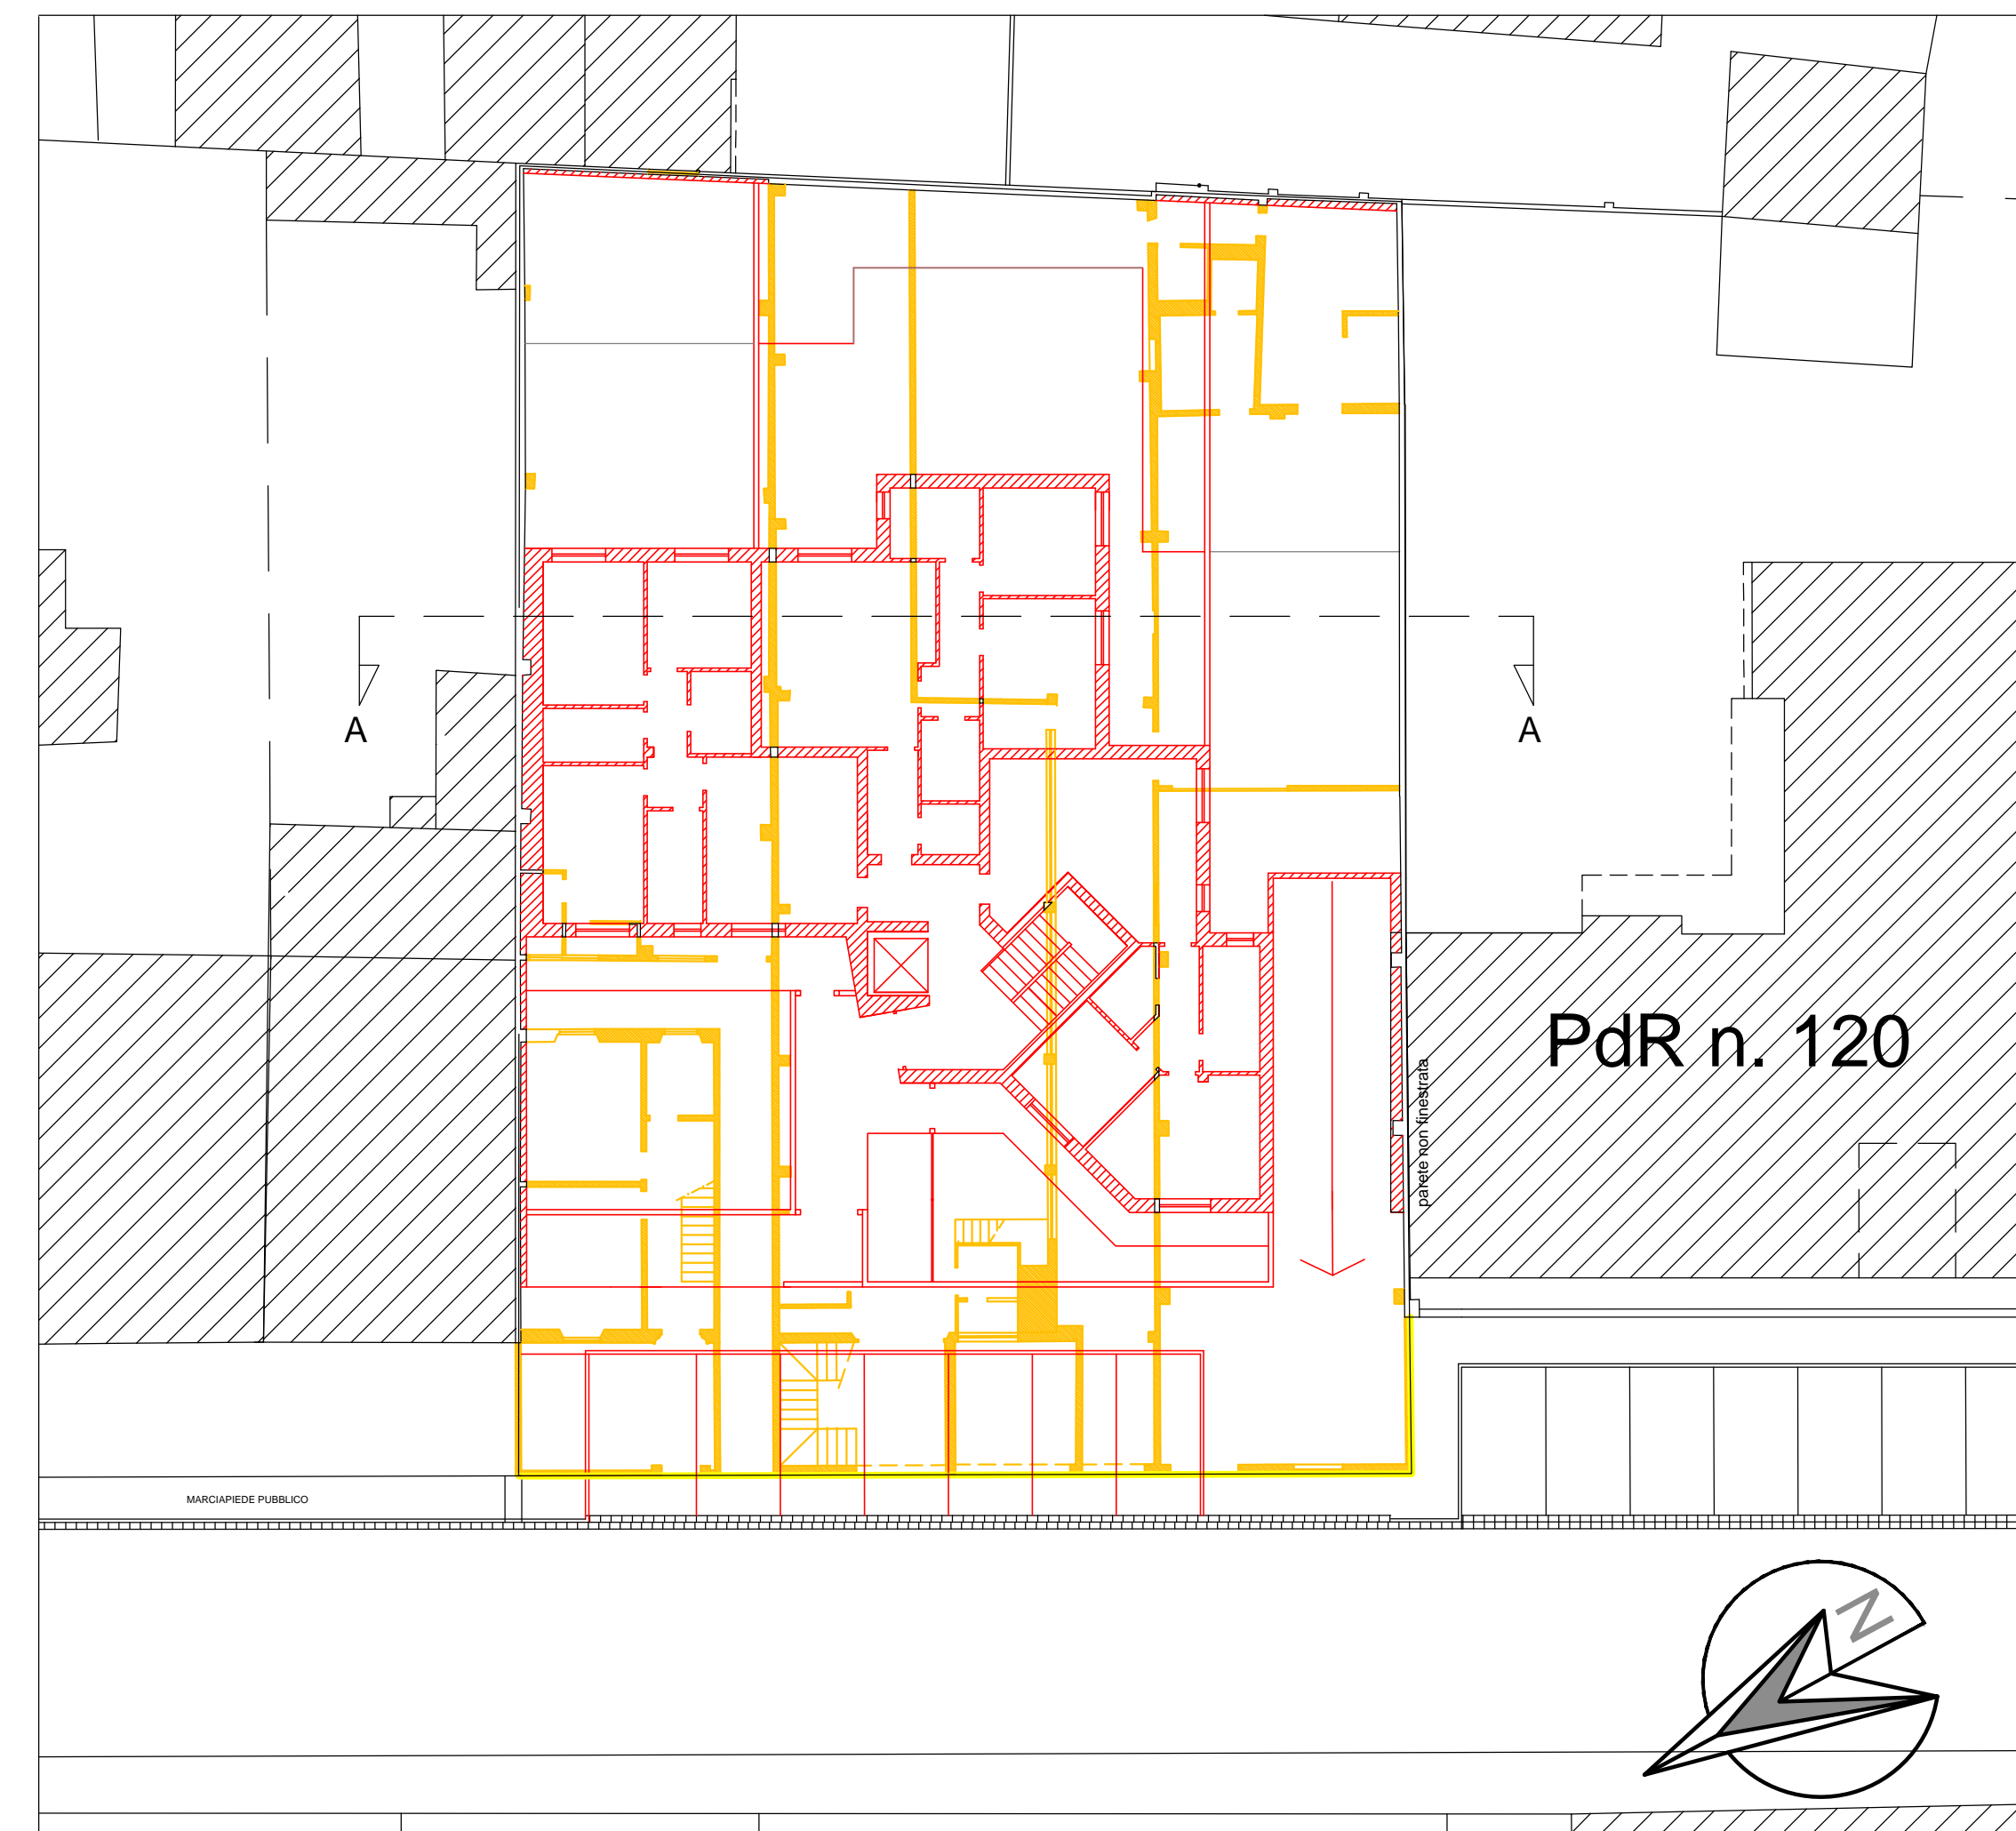 A
A
PdR n. 120
parete non finestrata
MARCIAPIEDE PUBBLICO
N